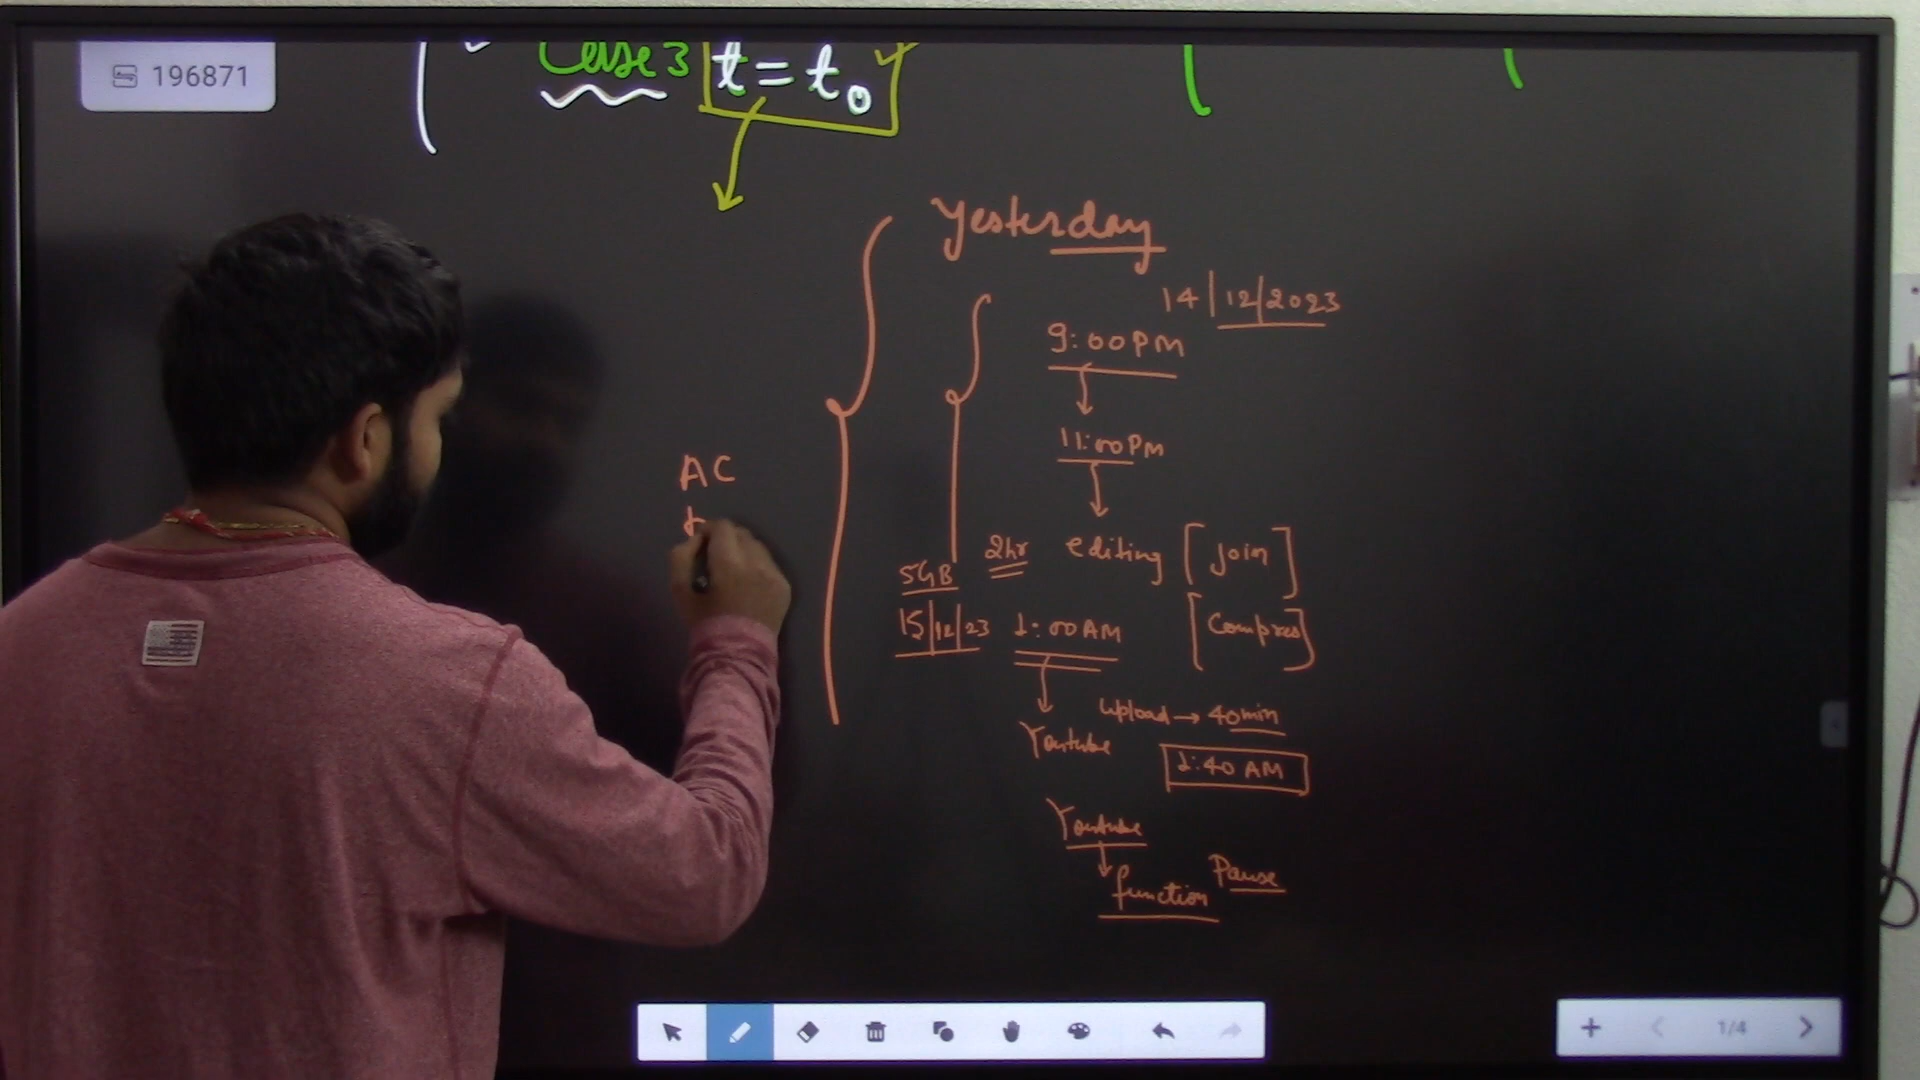 196871
Case 3 t = t0
Yesterday
14/12/2023
9:00PM
11:00PM
AC
2hr editing [Join]
5GB
15/12/23 1:00AM [Compres]
Upload → 40min
Youtube
1:40 AM
Youtube
function Pause
1/4